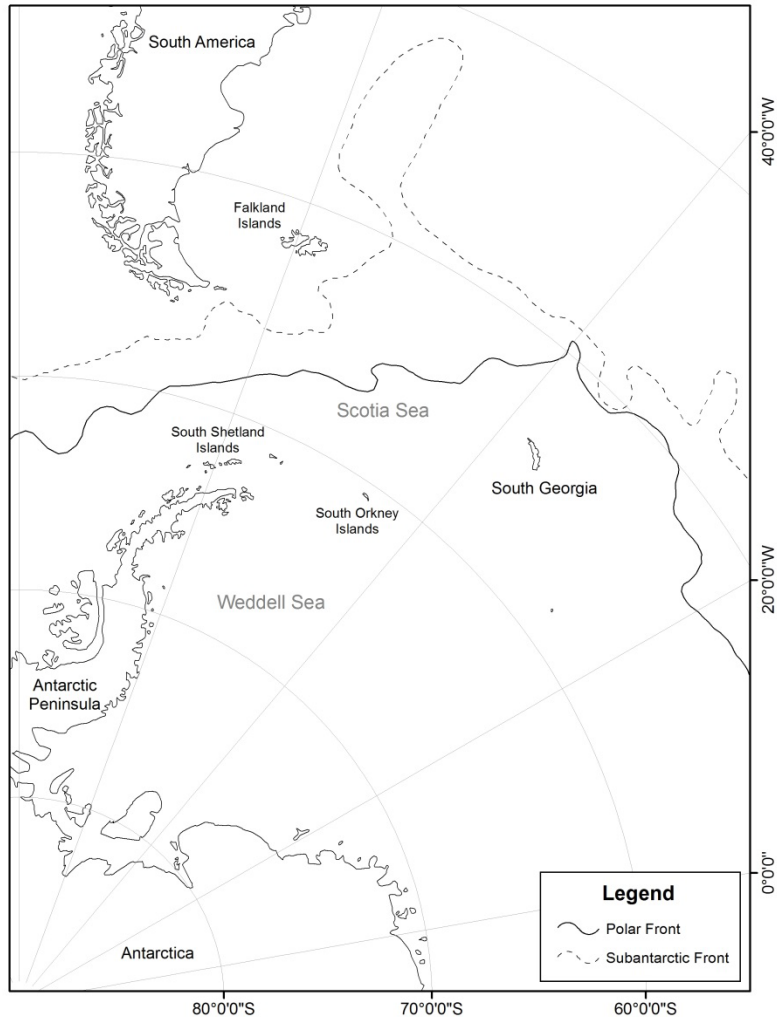 South America
40°0'0"W
Falkland
Islands
Scotia Sea
South Shetland
Islands
South Georgia
South Orkney
Islands
20°0'0"W
Weddell Sea
Antarctic
Peninsula
0°0'0"
Legend
Polar Front
Subantarctic Front
Antarctica
80°0'0"S
70°0'0"S
60°0'0"S